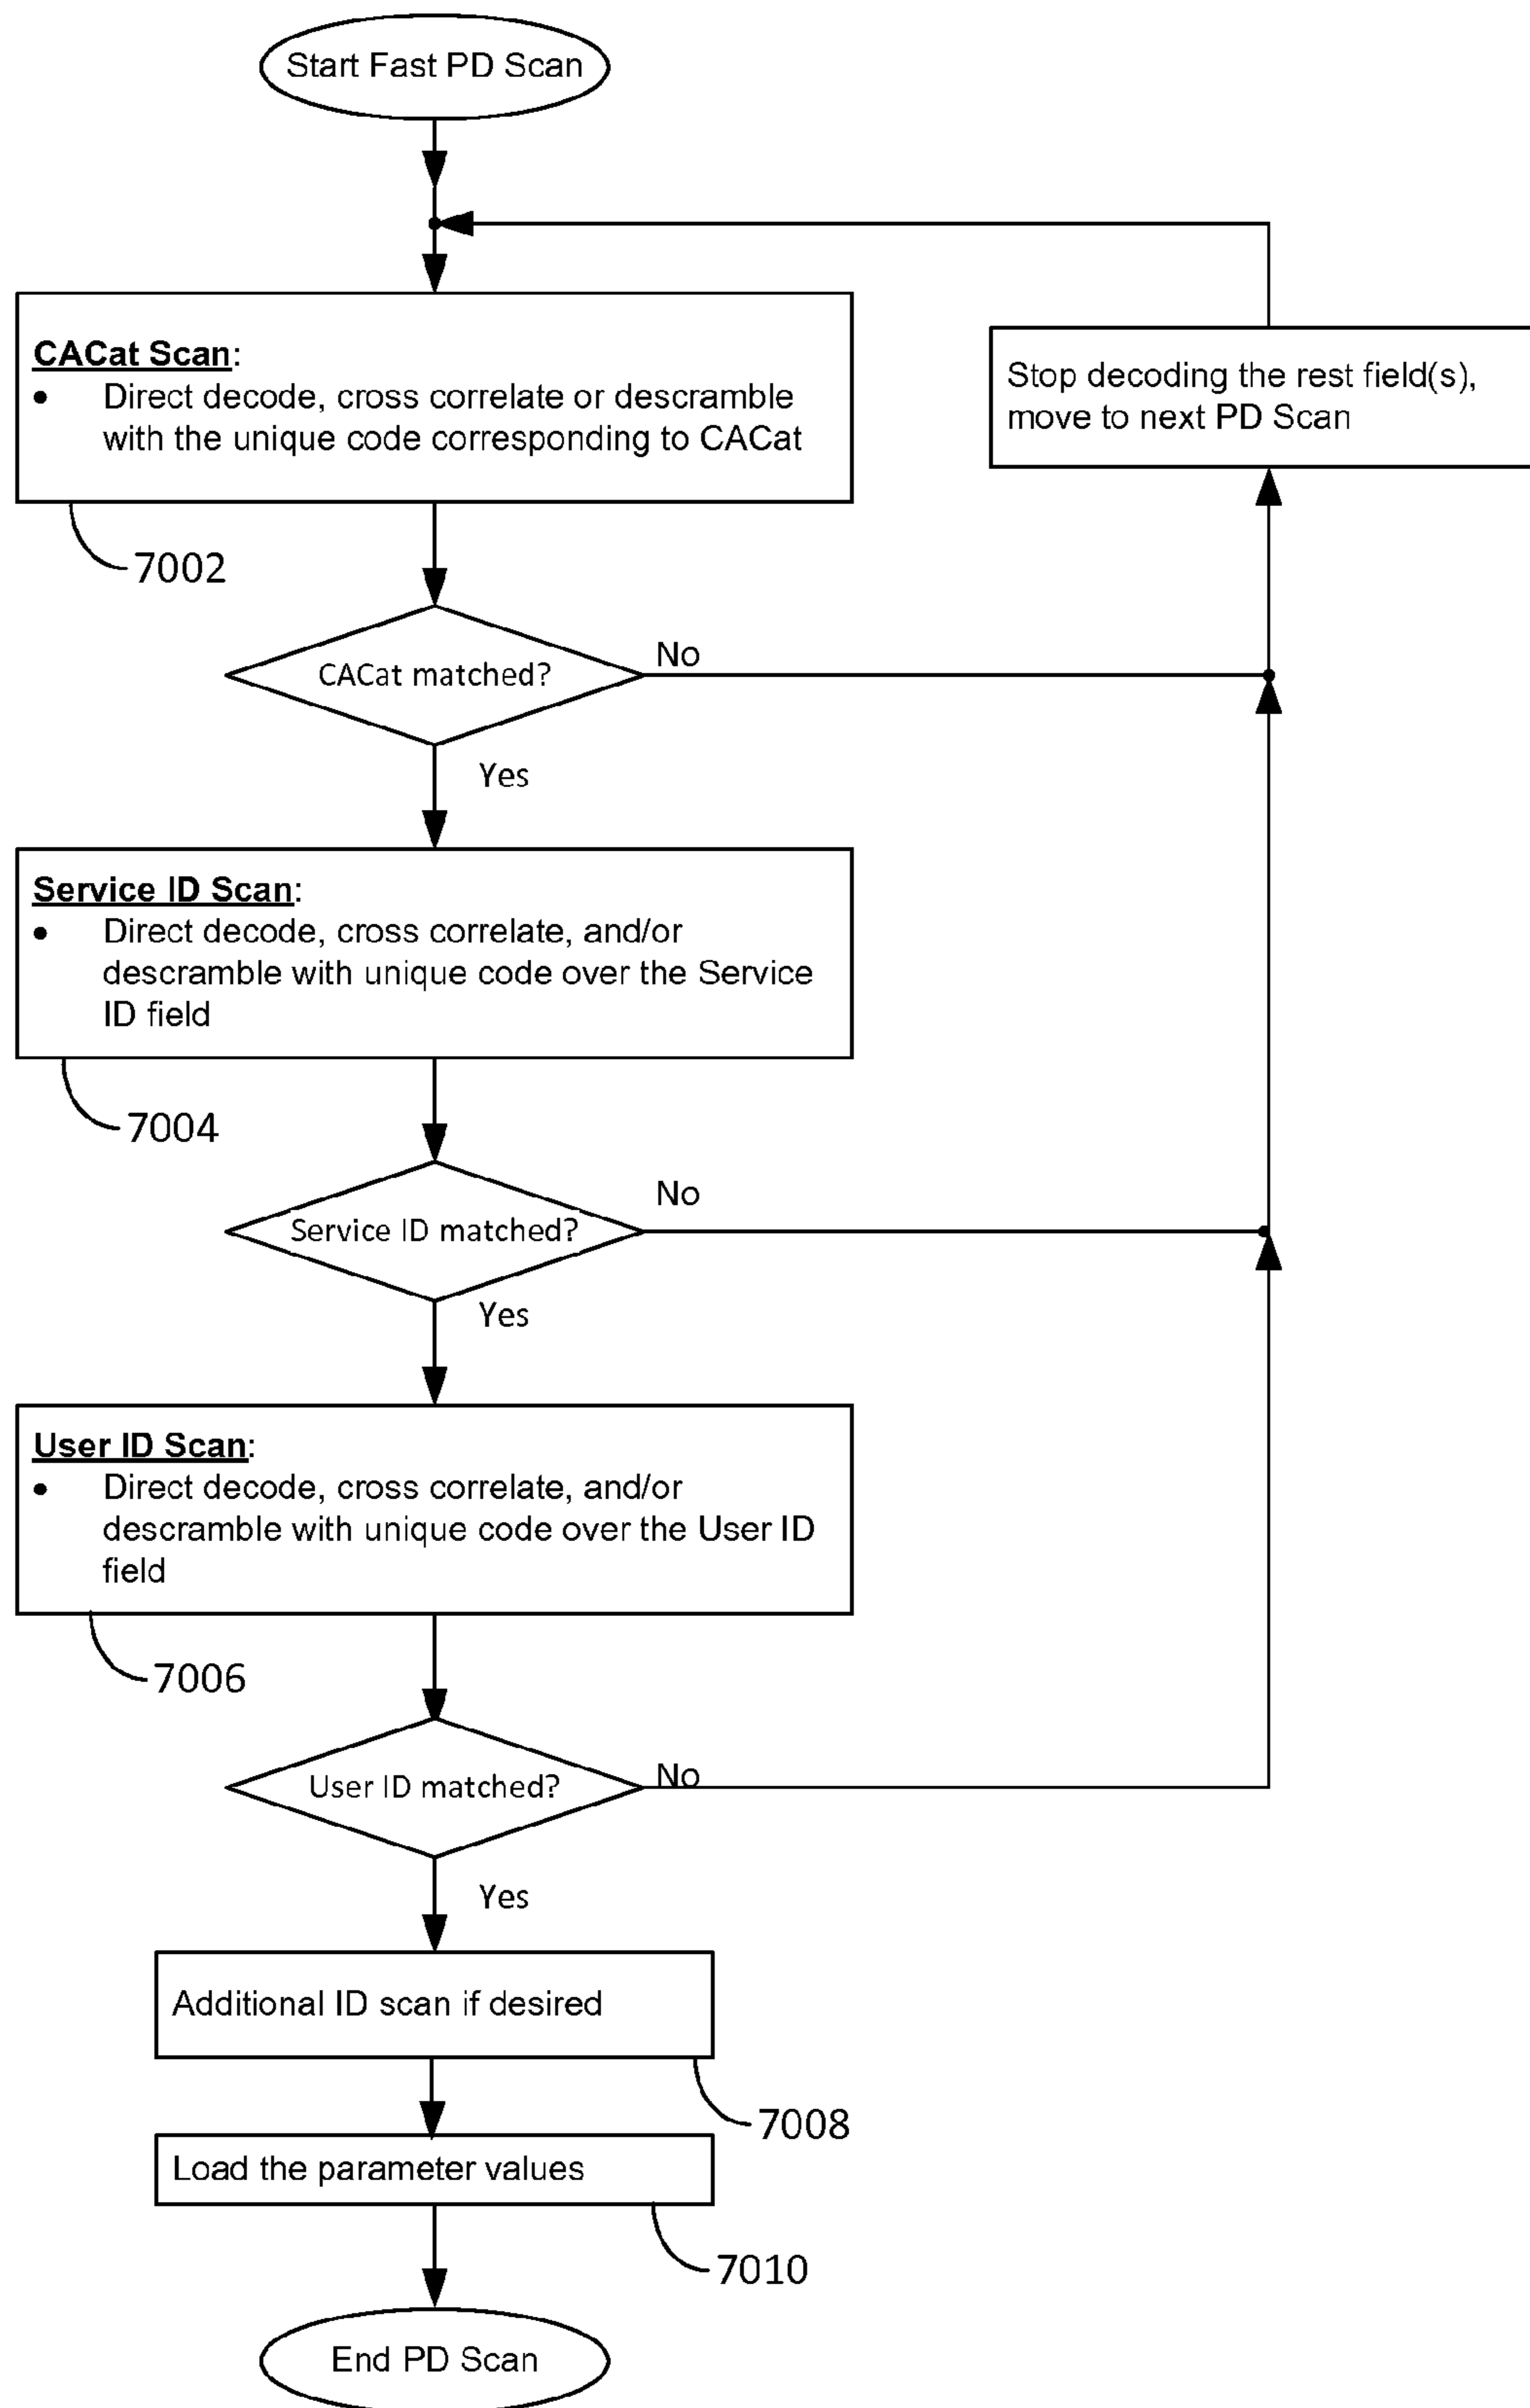 Start Fast PD Scan
CACat Scan:
• Direct decode, cross correlate or descramble
with the unique code corresponding to CACat
Stop decoding the rest field(s),
move to next PD Scan
7002
CACat matched?
No
Yes
Service ID Scan:
• Direct decode, cross correlate, and/or
descramble with unique code over the Service
ID field
7004
Service ID matched?
No
Yes
User ID Scan:
• Direct decode, cross correlate, and/or
descramble with unique code over the User ID
field
7006
User ID matched?
No
Yes
Additional ID scan if desired
7008
Load the parameter values
7010
End PD Scan